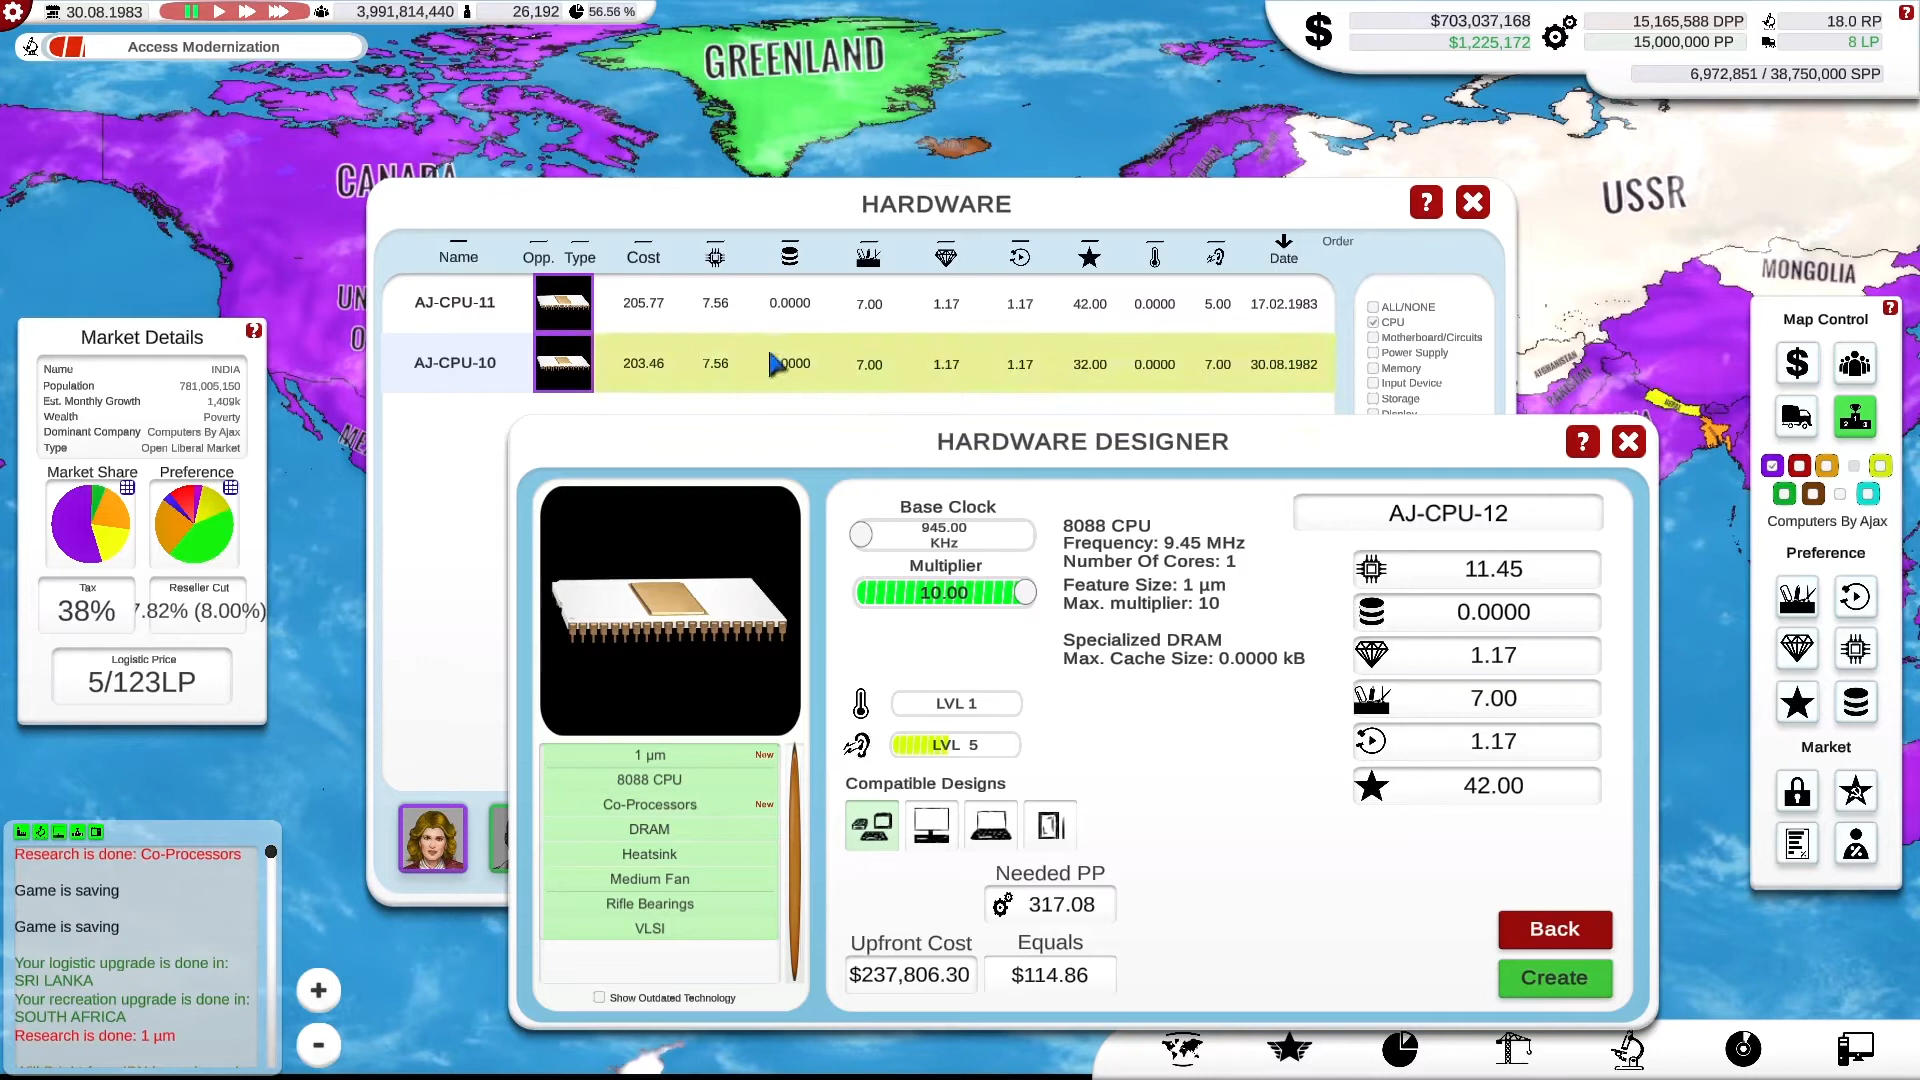 30.08.1983
3,991,814,440
26,192
56.56 %
Access Modernization
$703,037,168
$1,225,172
15,165,588 DPP
15,000,000 PP
18.0 RP
8 LP
6,972,851 / 38,750,000 SPP
?
GREENLAND
CANADA
USSR
MONGOLIA
AFGHANISTAN
PAKISTAN
HARDWARE
?
Name
Opp.
Type
Cost
Date
Order
AJ-CPU-11
205.77
7.56
0.0000
7.00
1.17
1.17
42.00
0.0000
5.00
17.02.1983
AJ-CPU-10
203.46
7.56
0000
7.00
1.17
1.17
32.00
0.0000
7.00
30.08.1982
ALL/NONE
CPU
Motherboard/Circuits
Power Supply
Memory
Input Device
Storage
Market Details
?
Name INDIA
Population 781,005,150
Est. Monthly Growth 1,409k
Wealth Poverty
Dominant Company Computers By Ajax
Type Open Liberal Market
Market Share
Preference
Tax
38%
Reseller Cut
7.82% (8.00%)
Logistic Price
5/123LP
HARDWARE DESIGNER
?
1 µm New
8088 CPU
Co-Processors New
DRAM
Heatsink
Medium Fan
Rifle Bearings
VLSI
Show Outdated Technology
Base Clock
945.00
KHz
Multiplier
10.00
8088 CPU
Frequency: 9.45 MHz
Number Of Cores: 1
Feature Size: 1 µm
Max. multiplier: 10
Specialized DRAM
Max. Cache Size: 0.0000 kB
LVL 1
LVL 5
Compatible Designs
Needed PP
317.08
Upfront Cost
$237,806.30
Equals
$114.86
AJ-CPU-12
11.45
0.0000
1.17
7.00
1.17
42.00
Back
Create
Map Control
?
Computers By Ajax
Preference
Market
Research is done: Co-Processors
Game is saving
Game is saving
Your logistic upgrade is done in:
SRI LANKA
Your recreation upgrade is done in:
SOUTH AFRICA
Research is done: 1 µm
+
-